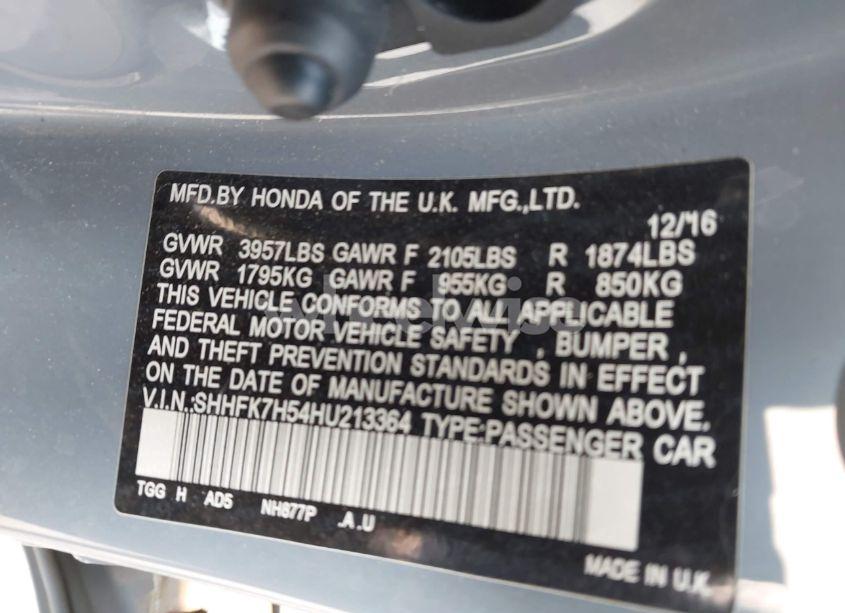 MFD.BY HONDA OF THE U.K. MFG.,LTD.
12/16
GVWR 3957LBS GAWR F 2105LBS R 1874LBS
GVWR 1795KG GAWR F 955KG R 850KG
THIS VEHICLE CONFORMS TO ALL APPLICABLE
FEDERAL MOTOR VEHICLE SAFETY , BUMPER ,
AND THEFT PREVENTION STANDARDS IN EFFECT
ON THE DATE OF MANUFACTURE SHOWN ABOVE.
V.I.N.:SHHFK7H54HU213364 TYPE:PASSENGER CAR
TGG H AD5 NH877P .A .U
MADE IN U.K.